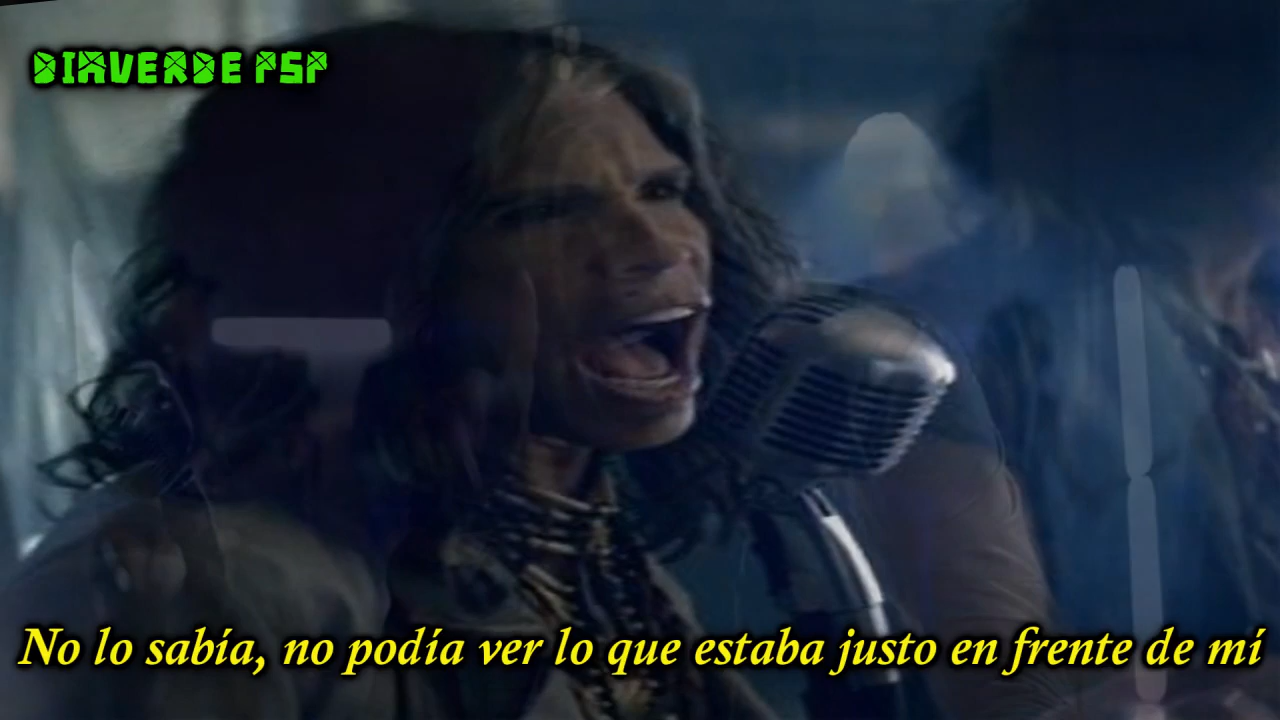 DIAVERDE PSP
No lo sabía, no podía ver lo que estaba justo en frente de mí